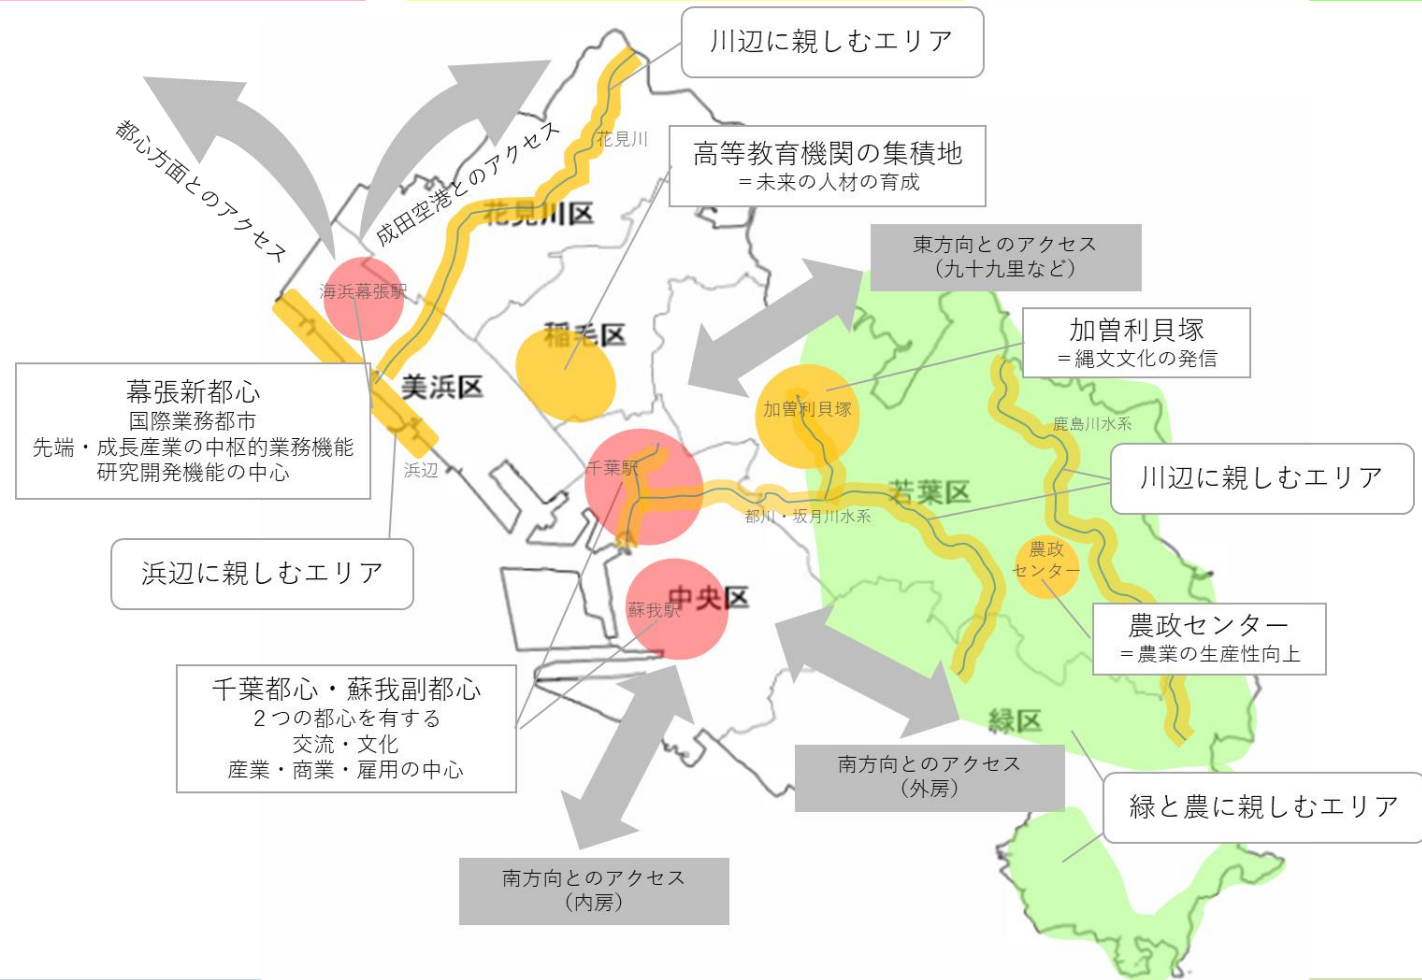 川辺に親しむエリア
都心方面とのアクセス
成田空港とのアクセス
花見川
高等教育機関の集積地
＝未来の人材の育成
花見川区
東方向とのアクセス
（九十九里など）
海浜幕張駅
稲毛区
加曽利貝塚
＝縄文文化の発信
幕張新都心
国際業務都市
先端・成長産業の中枢的業務機能
研究開発機能の中心
美浜区
加曽利貝塚
鹿島川水系
浜辺
千葉駅
川辺に親しむエリア
若葉区
都川・坂月川水系
浜辺に親しむエリア
農政
センター
中央区
蘇我駅
農政センター
＝農業の生産性向上
千葉都心・蘇我副都心
２つの都心を有する
交流・文化
産業・商業・雇用の中心
緑区
南方向とのアクセス
（外房）
緑と農に親しむエリア
南方向とのアクセス
（内房）